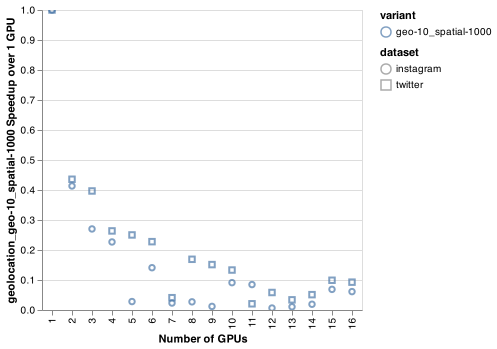 geolocation_geo-10_spatial-1000 Speedup over 1 GPU
1.0
0.9
0.8
0.7
0.6
0.5
0.4
0.3
0.2
0.1
0.0
1 2 3 4 5 6 7 8 9 10 11 12 13 14 15 16
Number of GPUs
variant
geo-10_spatial-1000
dataset
instagram
twitter